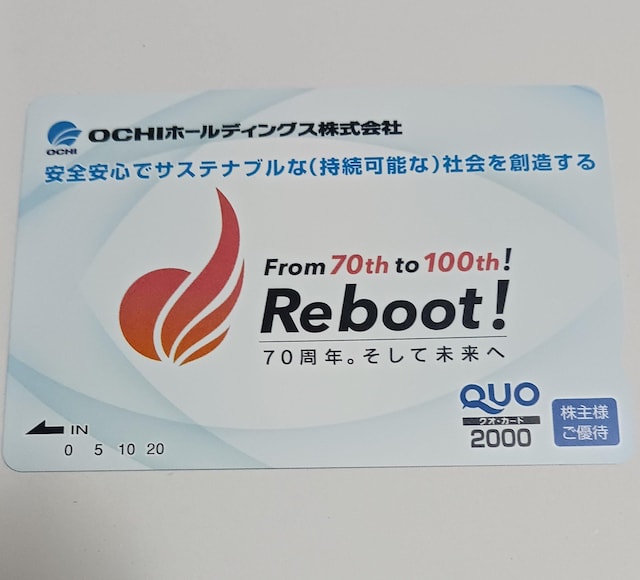 OCHIホールディングス株式会社
OCHI
安全安心でサステナブルな(持続可能な)社会を創造する
From 70th to 100th!
Reboot!
70周年。そして未来へ
QUO
クオ・カード
2000
株主様
ご優待
IN
0 5 10 20